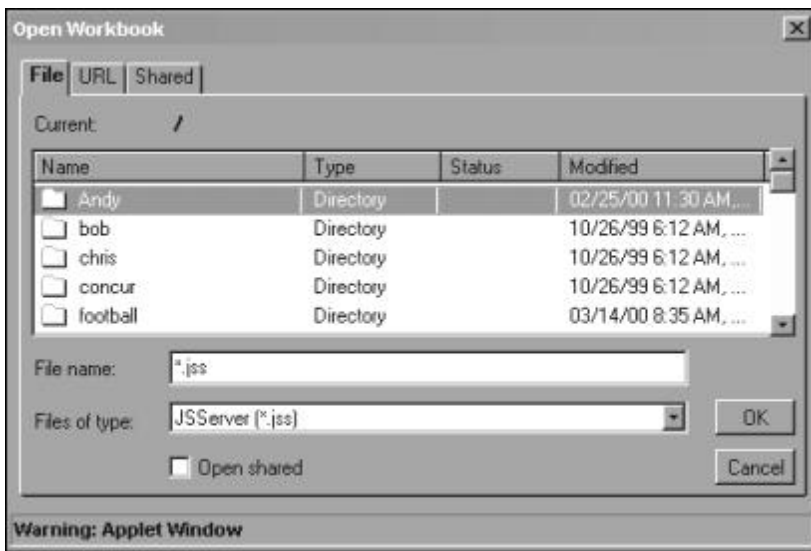 Open Workbook
File URL Shared
Current: /
Name Type Status Modified
Andy Directory 02/25/00 11:30 AM,...
bob Directory 10/26/99 6:12 AM, ...
chris Directory 10/26/99 6:12 AM, ...
concur Directory 10/26/99 6:12 AM, ...
football Directory 03/14/00 8:35 AM, ...
File name: *.jss
Files of type: JSServer (*.jss) OK
Open shared Cancel
Warning: Applet Window